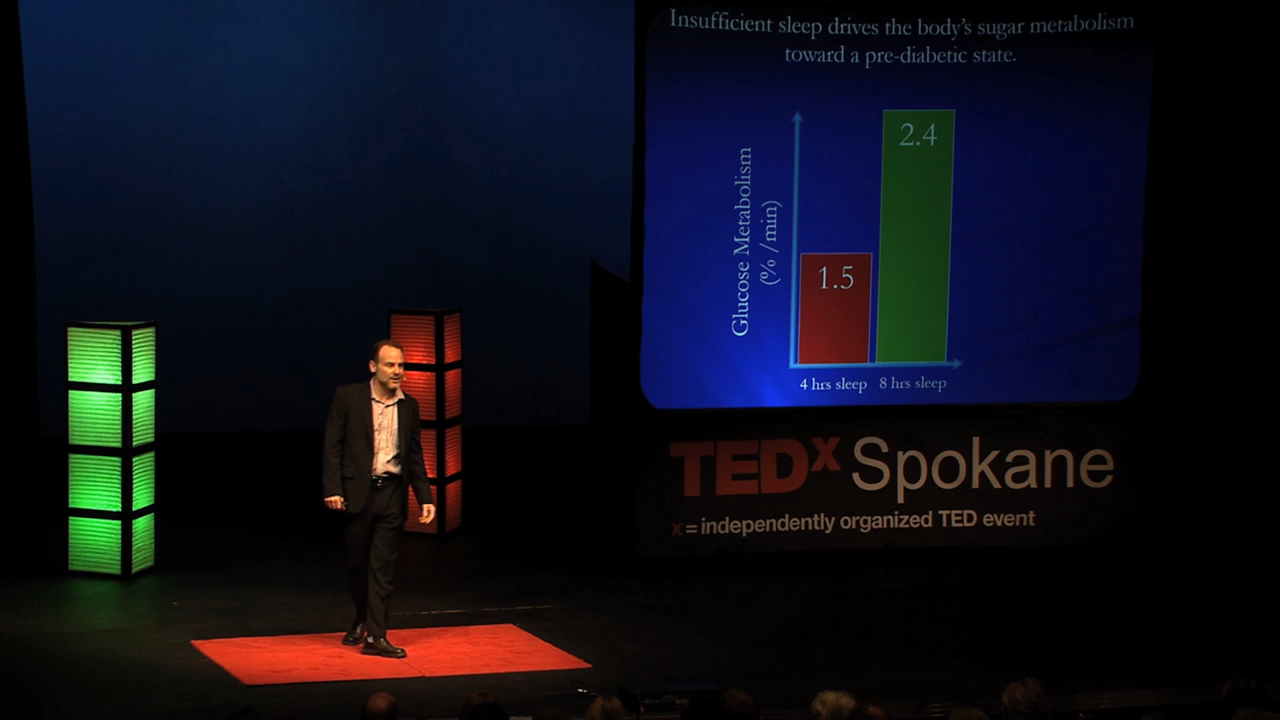 Insufficient sleep drives the body's sugar metabolism
toward a pre-diabetic state.
Glucose Metabolism
(% /min)
2.4
1.5
4 hrs sleep 8 hrs sleep
TEDx Spokane
x = independently organized TED event